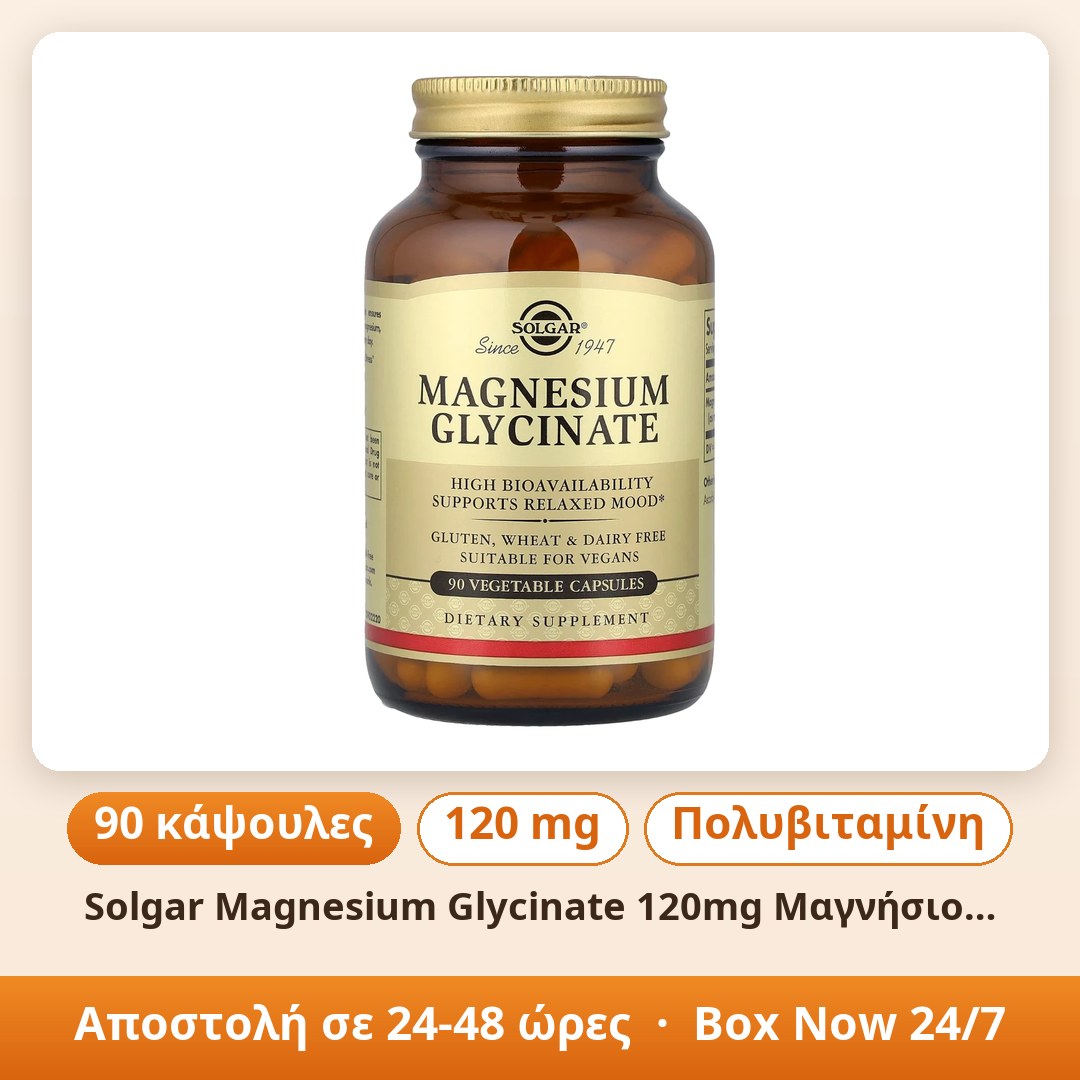 SOLGAR®
Since 1947
MAGNESIUM
GLYCINATE
HIGH BIOAVAILABILITY
SUPPORTS RELAXED MOOD*
GLUTEN, WHEAT & DAIRY FREE
SUITABLE FOR VEGANS
90 VEGETABLE CAPSULES
DIETARY SUPPLEMENT
90 κάψουλες
120 mg
Πολυβιταμίνη
Solgar Magnesium Glycinate 120mg Μαγνήσιο...
Αποστολή σε 24-48 ώρες · Box Now 24/7